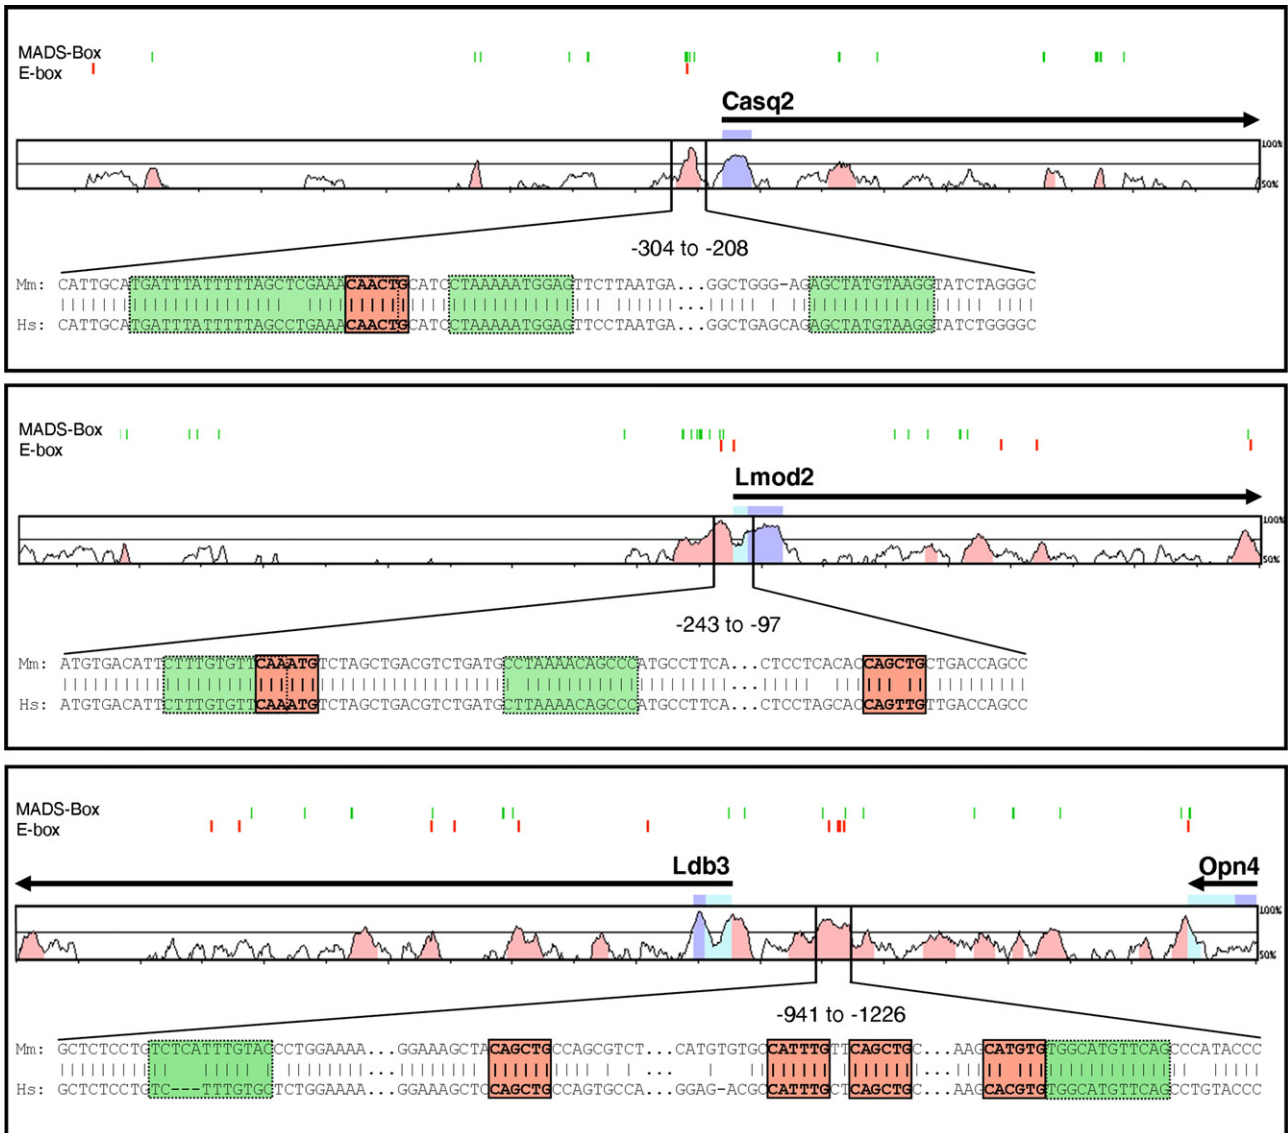 MADS-Box
E-box
Casq2
100%
50%
-304 to -208
Mm: CATTGCATGATTTATTTTTAGCTCGAAACAACTGCATCCTAAAAATGGAGTTCTTAATGA...GGCTGGG-AGAGCTATGTAAGGTATCTAGGGC
Hs: CATTGCATGATTTATTTTTAGCCTGAAACAACTGCATCCTAAAAATGGAGTTCCTAATGA...GGCTGAGCAGAGCTATGTAAGGTATCTGGGGC
MADS-Box
E-box
Lmod2
100%
50%
-243 to -97
Mm: ATGTGACATTCTTTGTGTTCAAATGTCTAGCTGACGTCTGATGCCTAAAACAGCCCATGCCTTCA...CTCCTCACACCAGCTGCTGACCAGCC
Hs: ATGTGACATTCTTTGTGTTCAAATGTCTAGCTGACGTCTGATGCTTAAAACAGCCCATGCCTTCA...CTCCTAGCACCAGTTGTTGACCAGCC
MADS-Box
E-box
Ldb3
Opn4
100%
50%
-941 to -1226
Mm: GCTCTCCTGTCTCATTTGTAGCCTGGAAAA...GGAAAGCTACAGCTGCCAGCGTCT...CATGTGTGCCATTTGTTCAGCTGC...AAGCATGTGTGGCATGTTCAGCCCATACCC
Hs: GCTCTCCTGTC---TTTGTGGTCTGGAAAA...GGAAAGCTCCAGCTGCCAGTGCCA...GGAG-ACGCCATTTGCTCAGCTGC...AAGCACGTGTGGCATGTTCAGCCTGTACCC